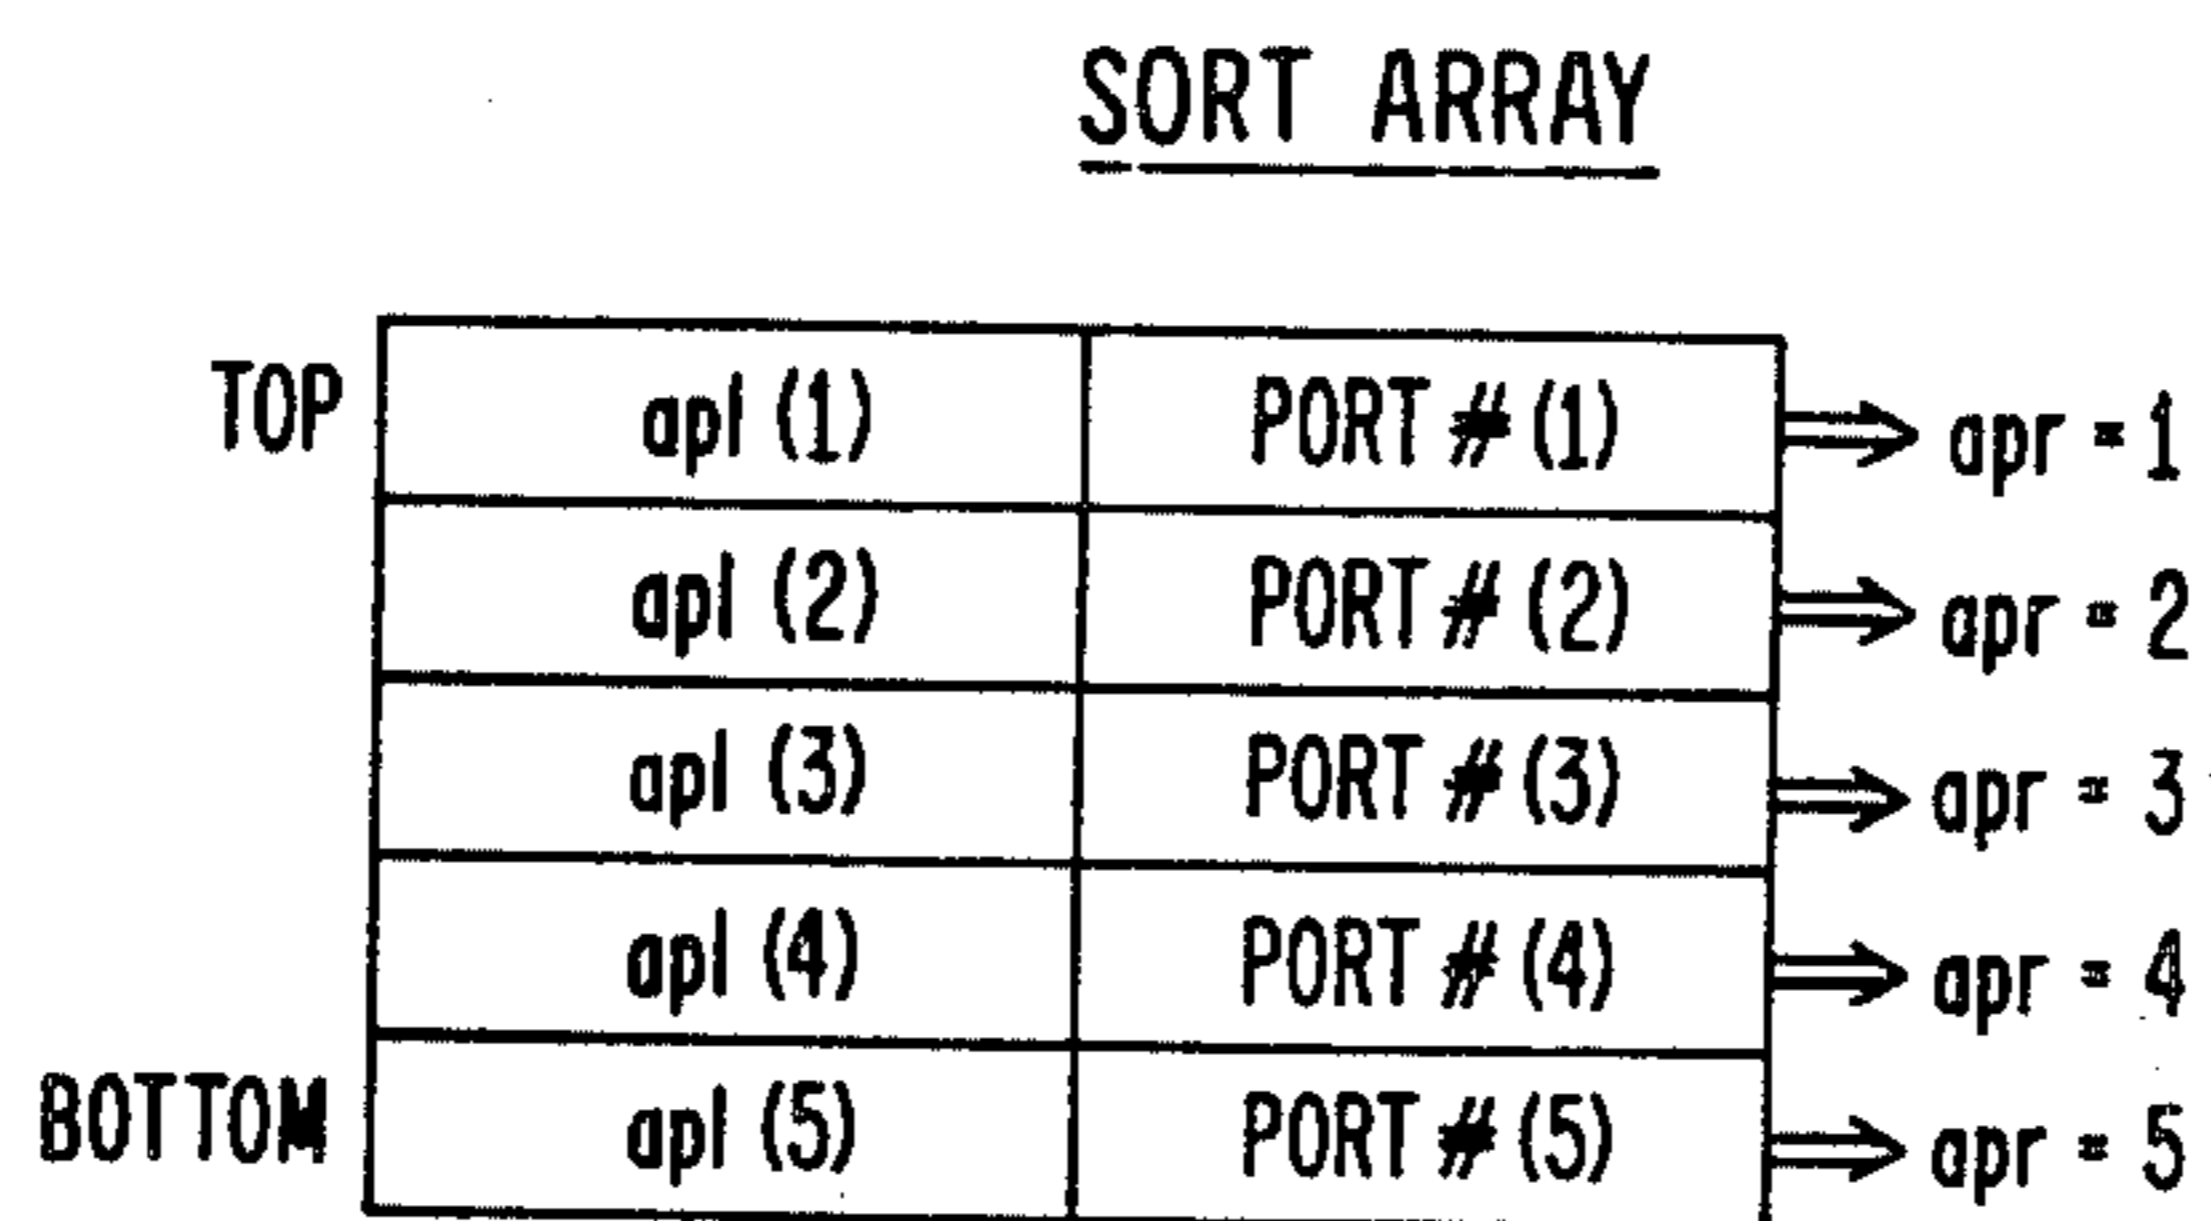 SORT ARRAY
TOP apl (1) PORT # (1) apr = 1
apl (2) PORT # (2) apr = 2
apl (3) PORT # (3) apr = 3
apl (4) PORT # (4) apr = 4
BOTTOM apl (5) PORT # (5) apr = 5